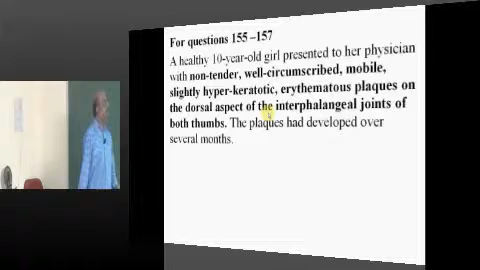 For questions 155 –157
A healthy 10-year-old girl presented to her physician
with non-tender, well-circumscribed, mobile,
slightly hyper-keratotic, erythematous plaques on
the dorsal aspect of the interphalangeal joints of
both thumbs. The plaques had developed over
several months.